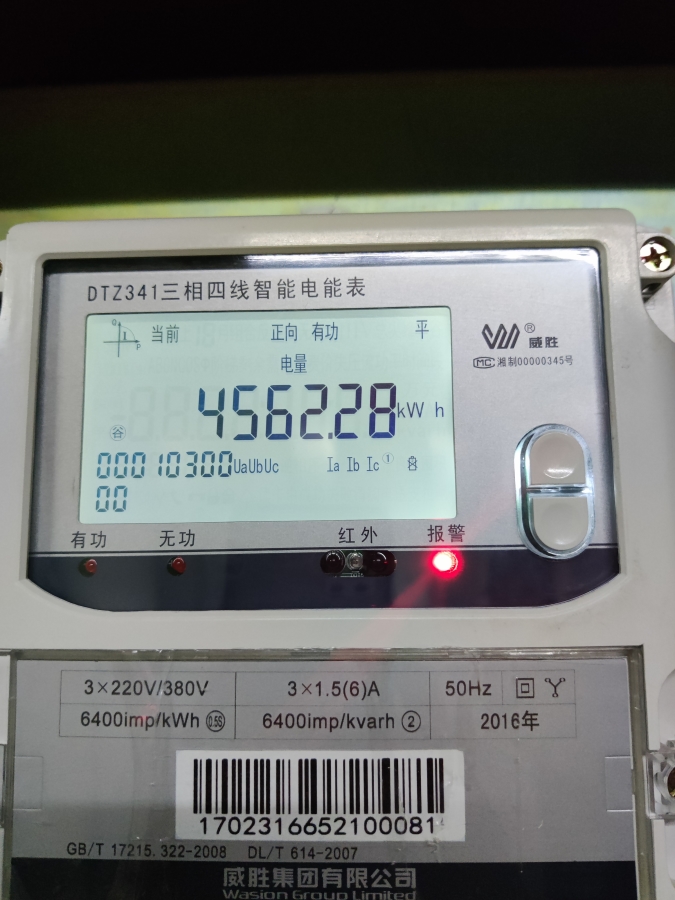 DTZ341三相四线智能电能表
当前 正向 有功 平
电量
4562.28 kW h
谷
00010300 UaUbUc Ia Ib Ic ①
00
威胜 ®
MC 湘制00000345号
有功 无功 红外 报警
3×220V/380V 3×1.5(6)A 50Hz
6400imp/kWh 0.5S 6400imp/kvarh ② 2016年
1702316652100081
GB/T 17215.322-2008 DL/T 614-2007
威胜集团有限公司
Wasion Group Limited